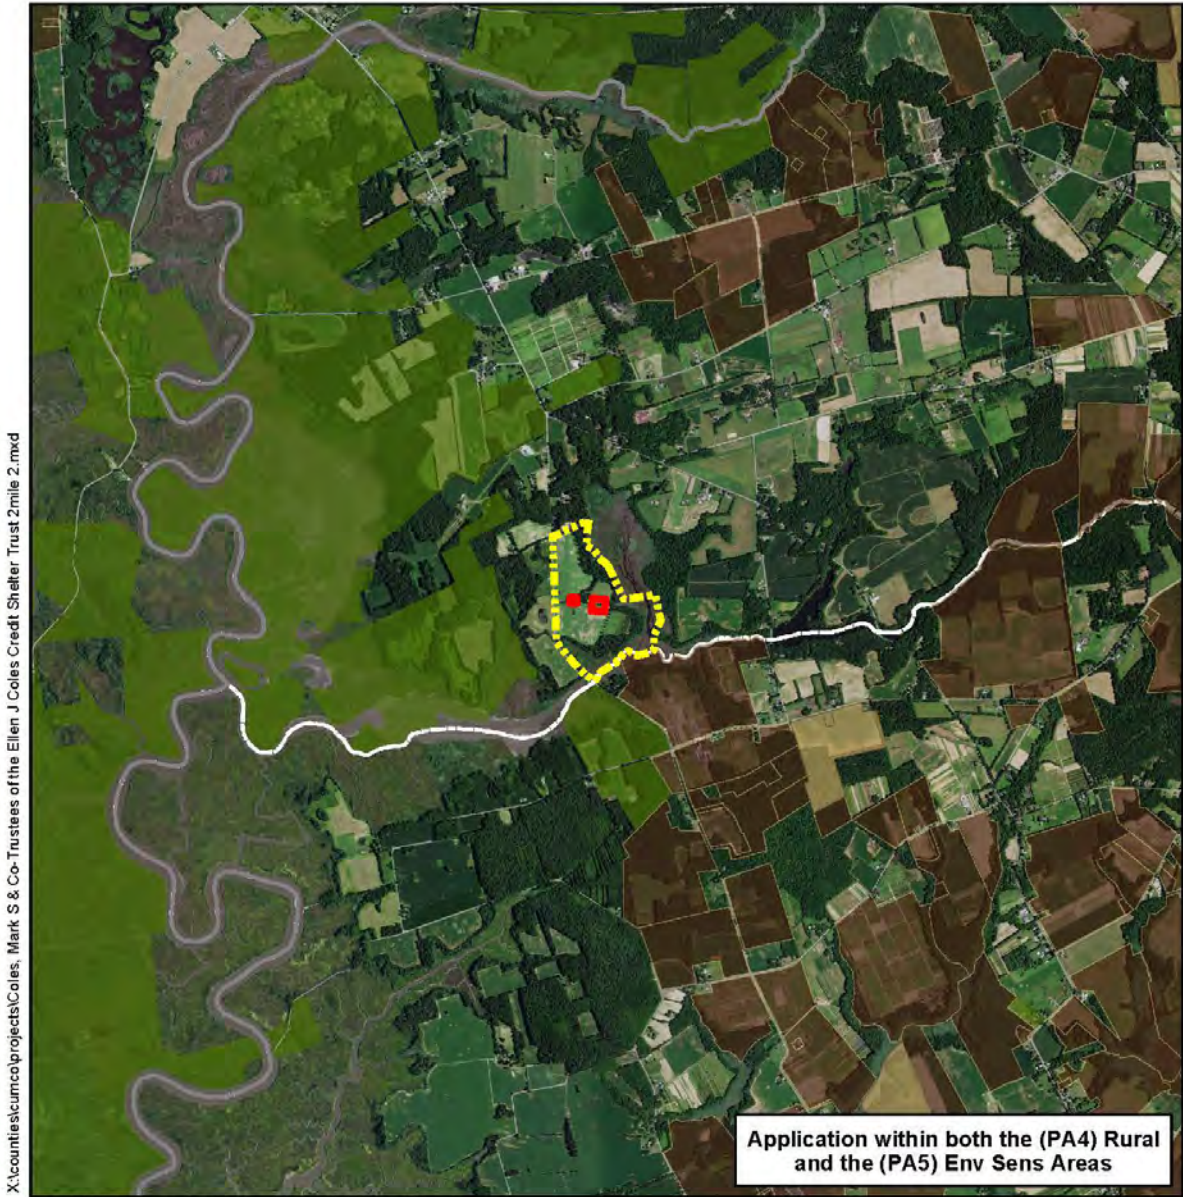 X:\counties\cumco\projects\Coles, Mark S & Co-Trustees of the Ellen J Coles Credit Shelter Trust 2mile 2.mxd
Application within both the (PA4) Rural
and the (PA5) Env Sens Areas